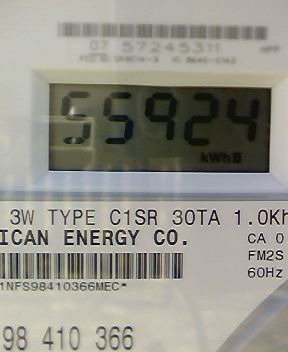 07 57245311
55924
kWh
3W TYPE C1SR 30TA 1.0Kh
ICAN ENERGY CO.
CA 0
FM2S
60Hz
1NFS98410366MEC*
98 410 366